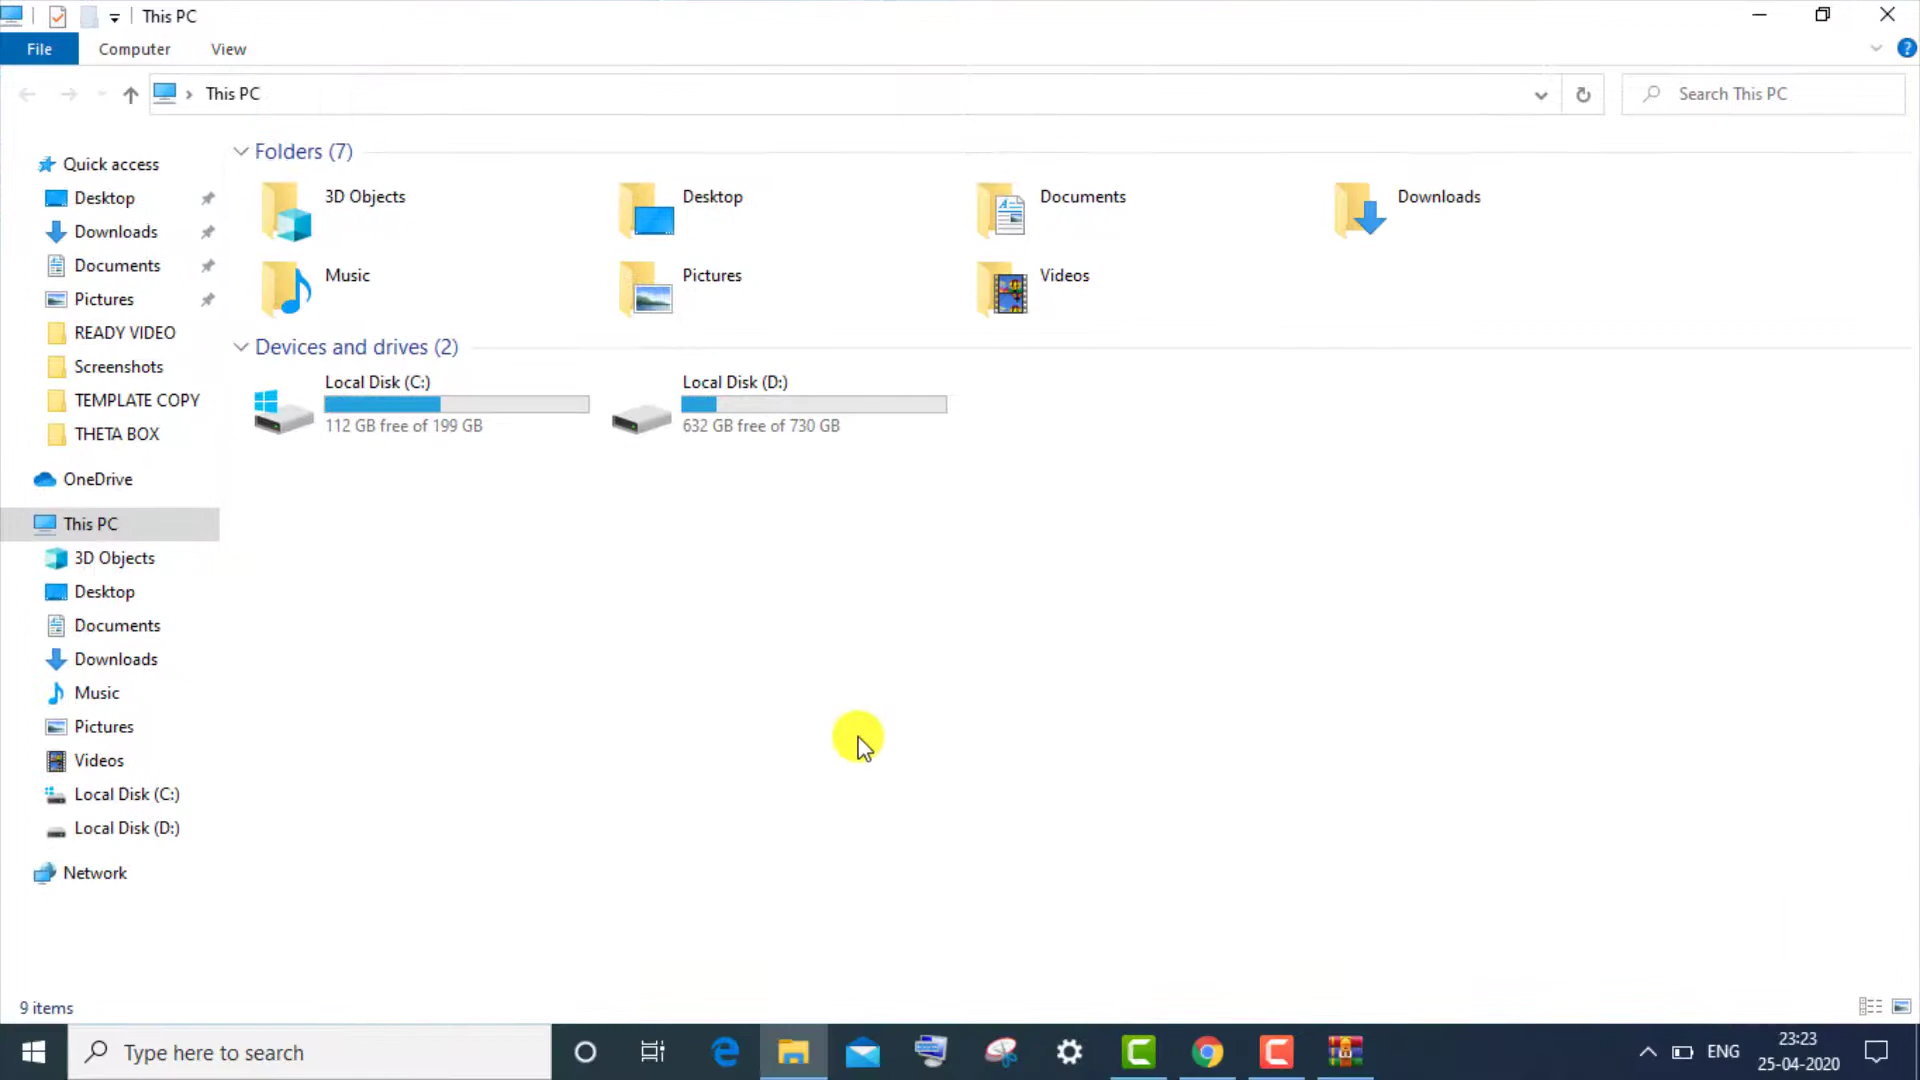 This PC
File Computer View
This PC
Search This PC
Quick access
Desktop
Downloads
Documents
Pictures
READY VIDEO
Screenshots
TEMPLATE COPY
THETA BOX
OneDrive
This PC
3D Objects
Desktop
Documents
Downloads
Music
Pictures
Videos
Local Disk (C:)
Local Disk (D:)
Network
Folders (7)
3D Objects
Desktop
Documents
Downloads
Music
Pictures
Videos
Devices and drives (2)
Local Disk (C:)
112 GB free of 199 GB
Local Disk (D:)
632 GB free of 730 GB
9 items
Type here to search
ENG
23:23
25-04-2020